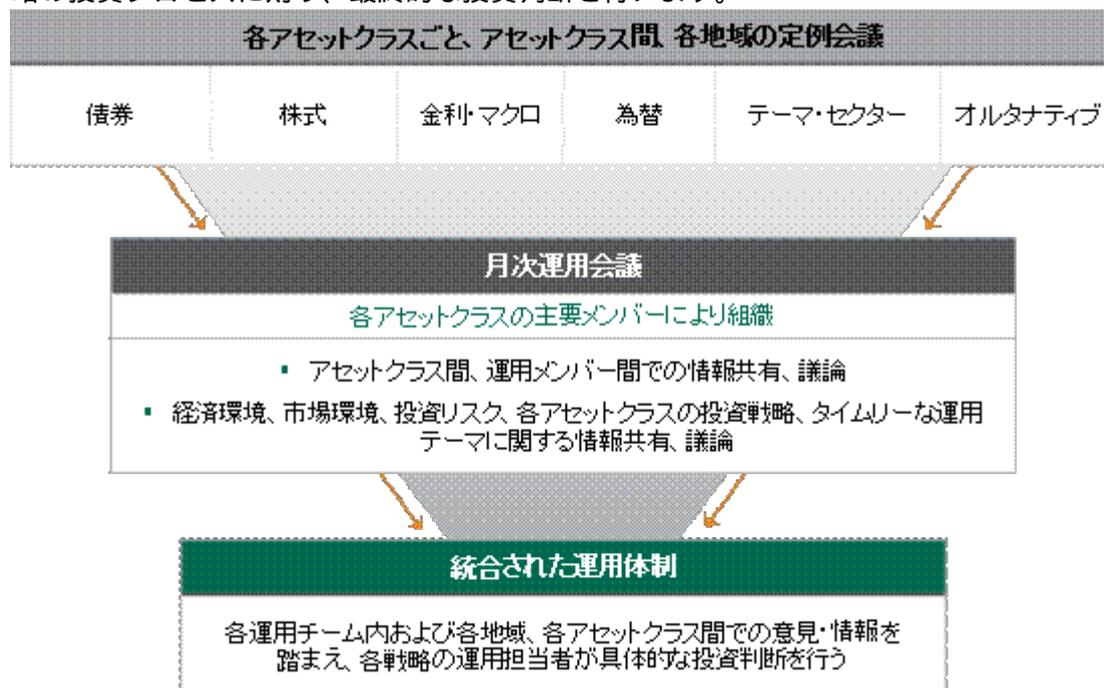 各アセットクラスごと、アセットクラス間、各地域の定例会議
債券 株式 金利・マクロ 為替 テーマ・セクター オルタナティブ
月次運用会議
各アセットクラスの主要メンバーにより組織
▪ アセットクラス間、運用メンバー間での情報共有、議論
▪ 経済環境、市場環境、投資リスク、各アセットクラスの投資戦略、タイムリーな運用
テーマに関する情報共有、議論
統合された運用体制
各運用チーム内および各地域、各アセットクラス間での意見・情報を
踏まえ、各戦略の運用担当者が具体的な投資判断を行う